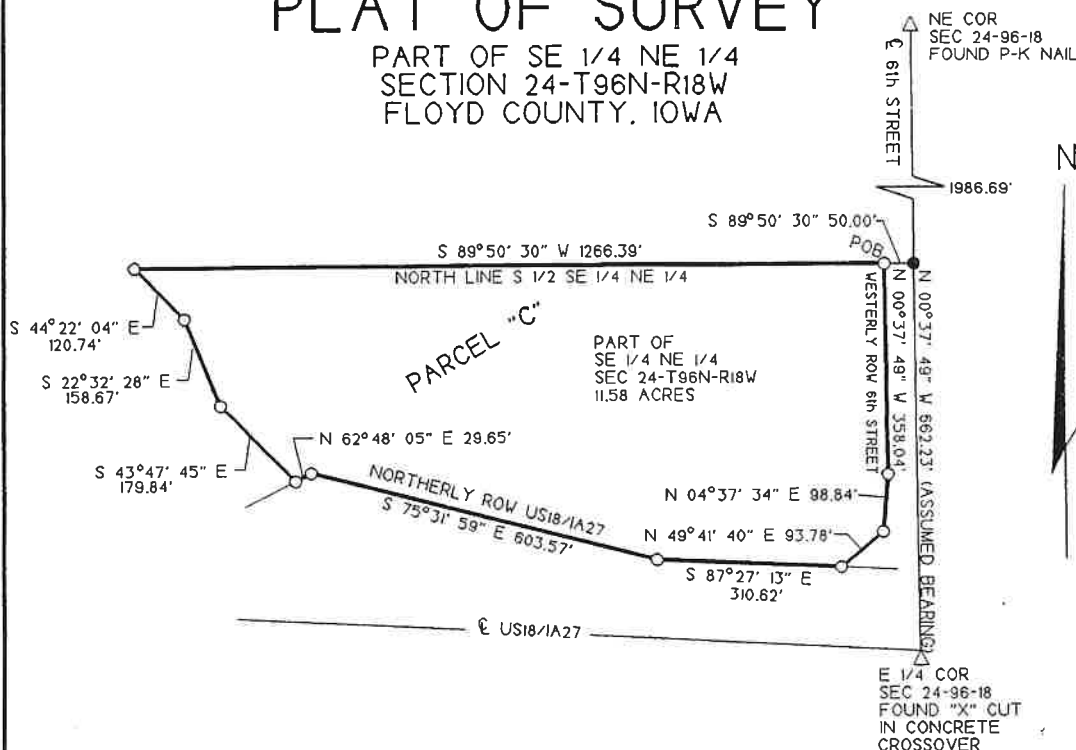 PLAT OF SURVEY
PART OF SE 1/4 NE 1/4
SECTION 24-T96N-R18W
FLOYD COUNTY, IOWA
NE COR
SEC 24-96-18
FOUND P-K NAIL
℄ 6th STREET
N
1986.69'
S 89°50' 30" 50.00'
POB
S 89°50' 30" W 1266.39'
NORTH LINE S 1/2 SE 1/4 NE 1/4
S 44°22' 04" E
120.74'
S 22°32' 28" E
158.67'
S 43°47' 45" E
179.84'
N 62°48' 05" E 29.65'
PARCEL "C"
PART OF
SE 1/4 NE 1/4
SEC 24-T96N-R18W
11.58 ACRES
WESTERLY ROW 6th STREET
N 00°37' 49" W 358.04'
N 00°37' 49" W 662.23' (ASSUMED BEARING)
NORTHERLY ROW US18/IA27
S 75°31' 59" E 603.57'
N 04°37' 34" E 98.84'
N 49°41' 40" E 93.78'
S 87°27' 13" E
310.62'
℄ US18/IA27
E 1/4 COR
SEC 24-96-18
FOUND "X" CUT
IN CONCRETE
CROSSOVER